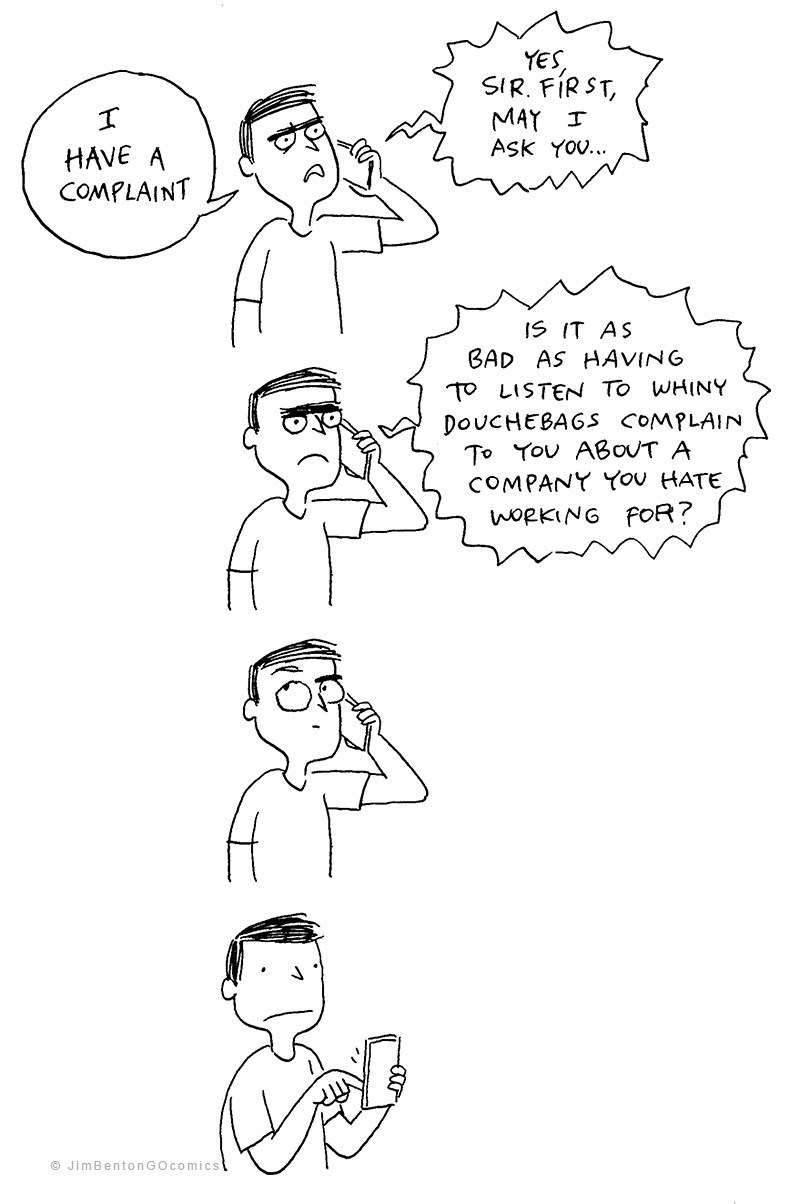 I
HAVE A
COMPLAINT
YES,
SIR. FIRST,
MAY I
ASK YOU...
IS IT AS
BAD AS HAVING
TO LISTEN TO WHINY
DOUCHEBAGS COMPLAIN
TO YOU ABOUT A
COMPANY YOU HATE
WORKING FOR?
© JimBentonGOcomics